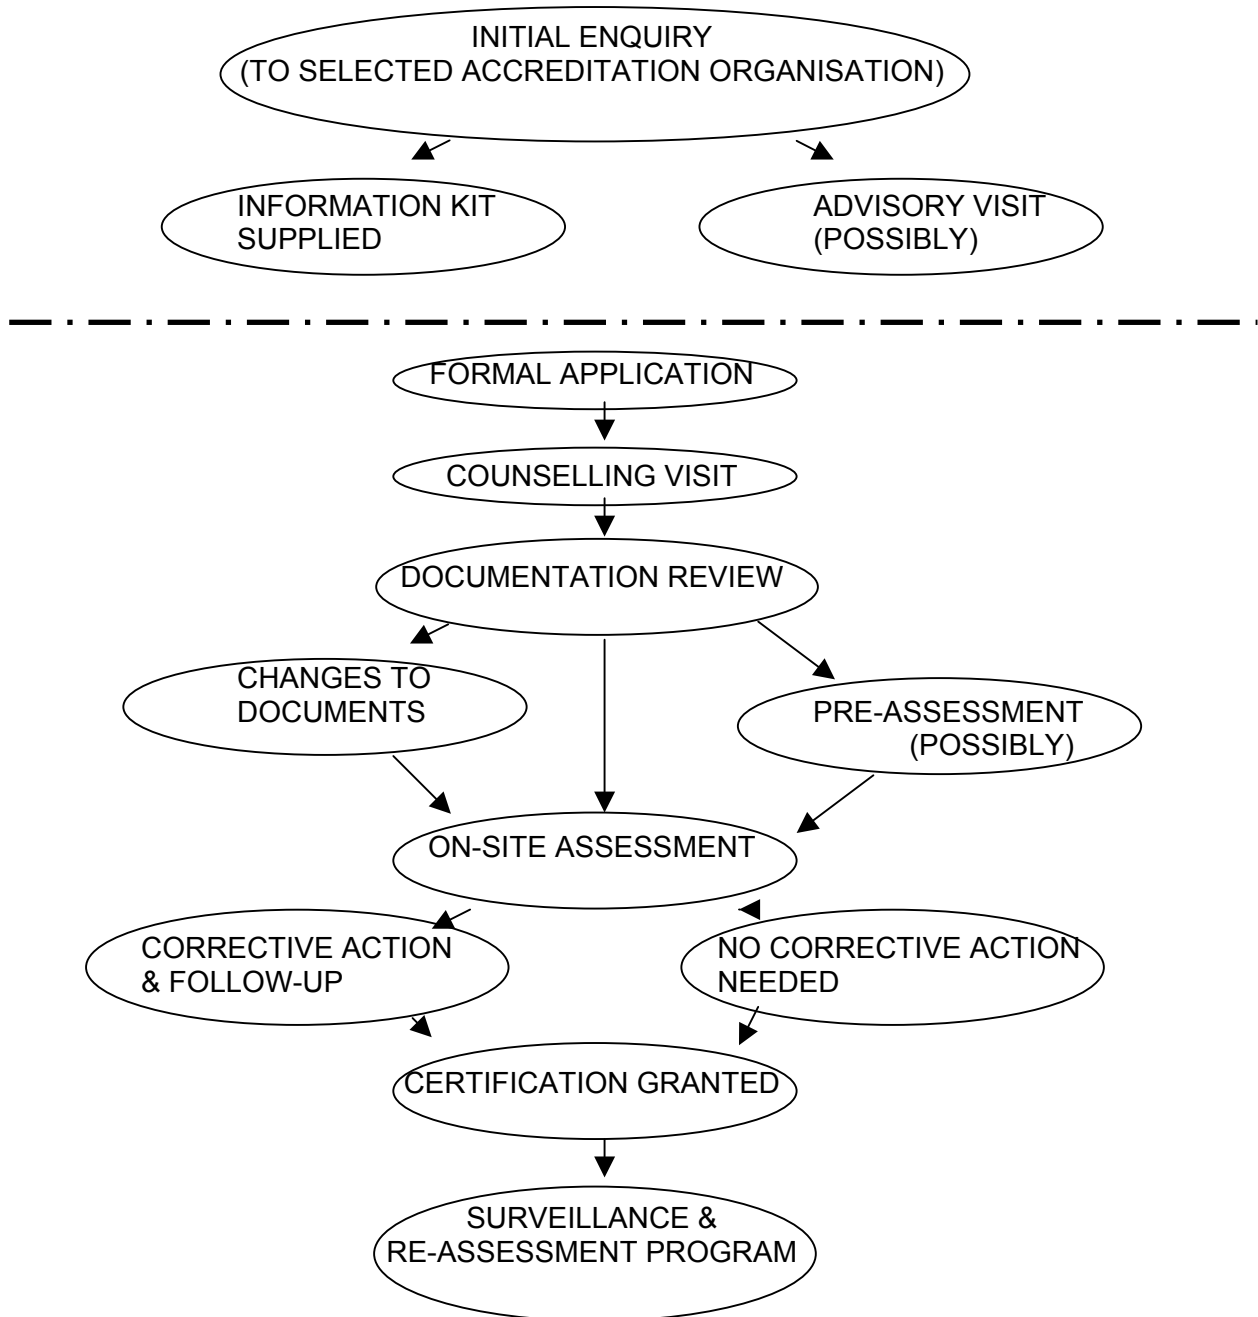 INITIAL ENQUIRY
(TO SELECTED ACCREDITATION ORGANISATION)
INFORMATION KIT
SUPPLIED
ADVISORY VISIT
(POSSIBLY)
FORMAL APPLICATION
COUNSELLING VISIT
DOCUMENTATION REVIEW
CHANGES TO
DOCUMENTS
PRE-ASSESSMENT
(POSSIBLY)
ON-SITE ASSESSMENT
CORRECTIVE ACTION
& FOLLOW-UP
NO CORRECTIVE ACTION
NEEDED
CERTIFICATION GRANTED
SURVEILLANCE &
RE-ASSESSMENT PROGRAM